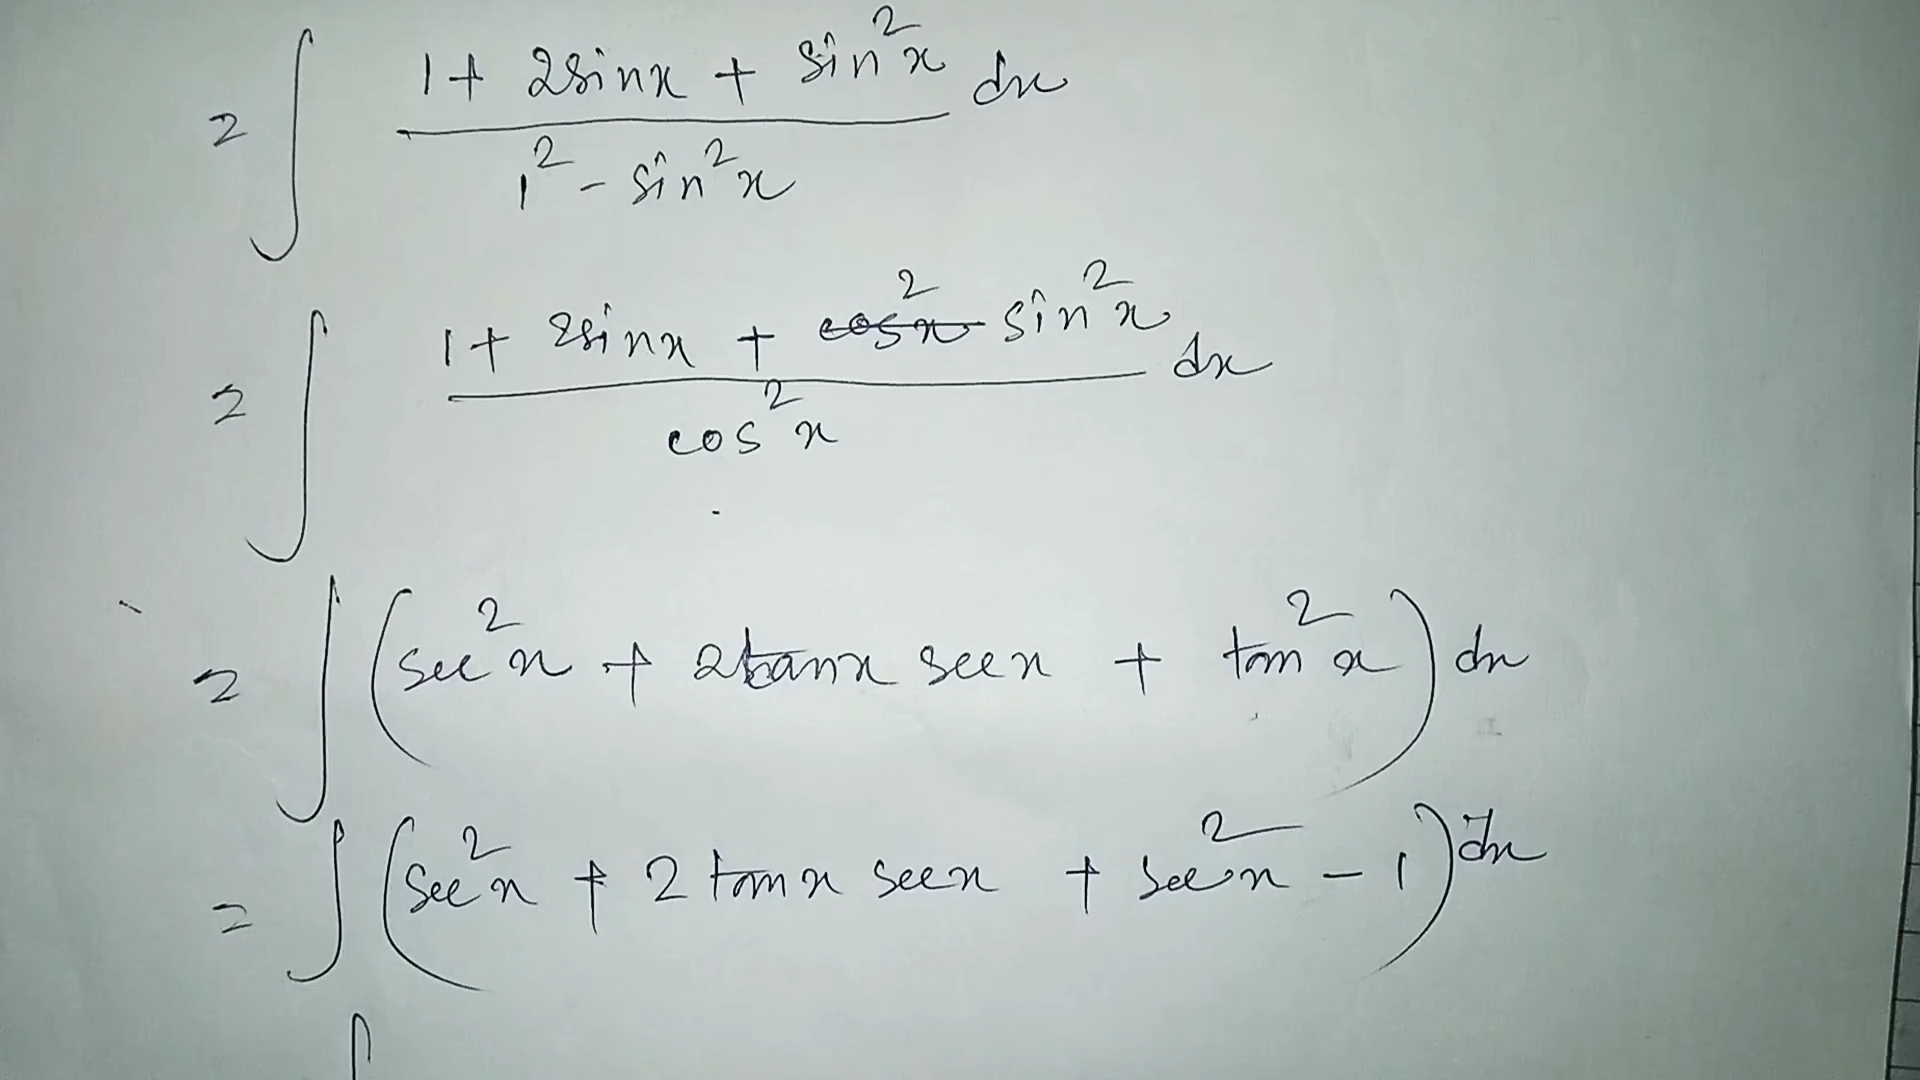 = ∫ (1 + 2sinx + sin²x)/(1² - sin²x) dx
= ∫ (1 + 2sinx + ~~cos²x~~ sin²x)/(cos²x) dx
= ∫ (sec²x + 2tanx secx + tan²x) dx
= ∫ (sec²x + 2 tanx secx + sec²x - 1) dx
∫